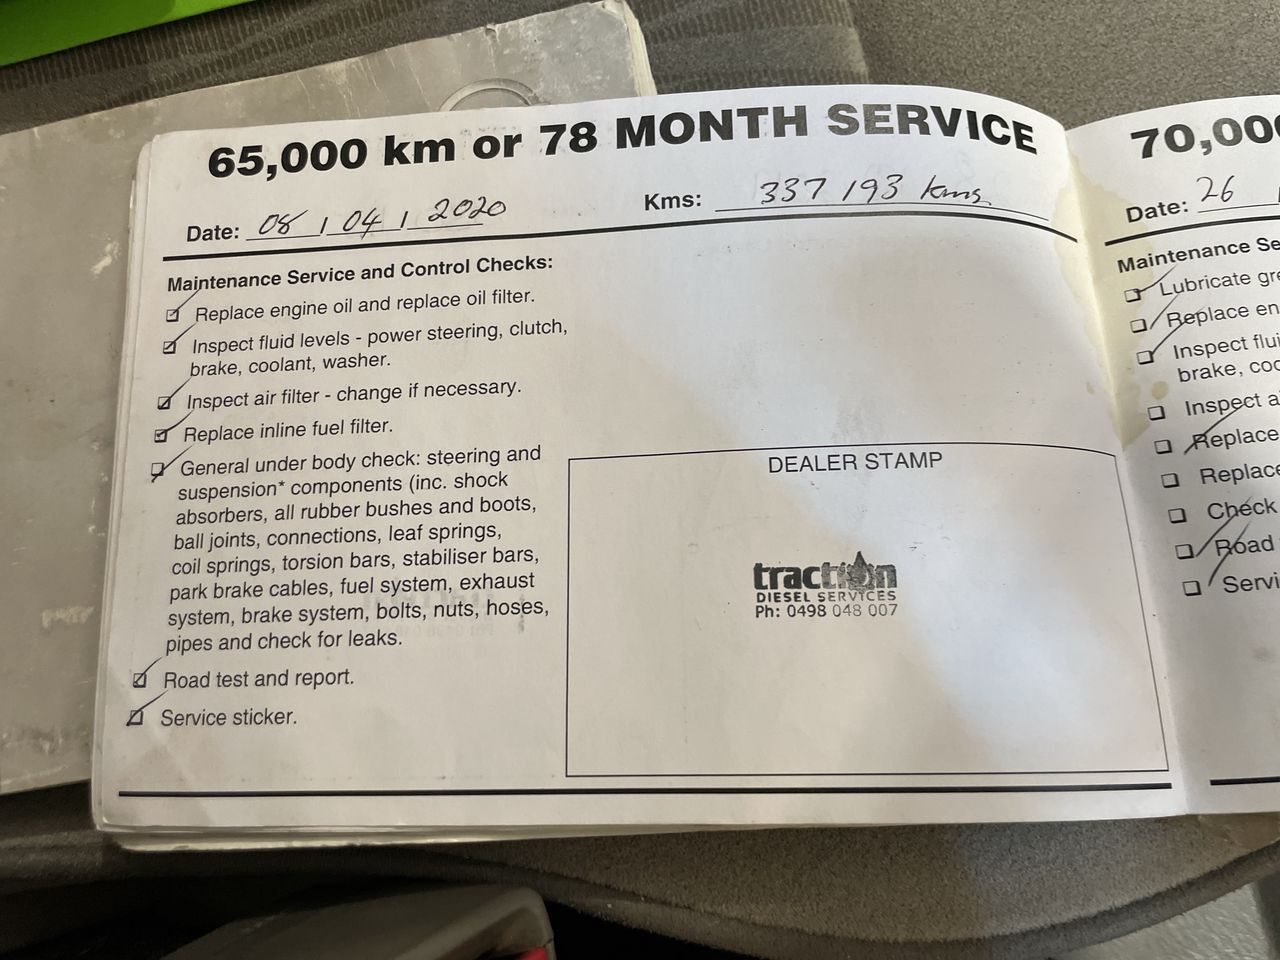 65,000 km or 78 MONTH SERVICE
Date: 08 / 04 / 2020 Kms: 337 193 kms
Maintenance Service and Control Checks:
Replace engine oil and replace oil filter.
Inspect fluid levels - power steering, clutch,
brake, coolant, washer.
Inspect air filter - change if necessary.
Replace inline fuel filter.
General under body check: steering and
suspension* components (inc. shock
absorbers, all rubber bushes and boots,
ball joints, connections, leaf springs,
coil springs, torsion bars, stabiliser bars,
park brake cables, fuel system, exhaust
system, brake system, bolts, nuts, hoses,
pipes and check for leaks.
Road test and report.
Service sticker.
DEALER STAMP
traction
DIESEL SERVICES
Ph: 0498 048 007
70,000
Date: 26
Maintenance Se
Lubricate gre
Replace en
Inspect flui
brake, coo
Inspect a
Replace
Replace
Check
Road
Servi